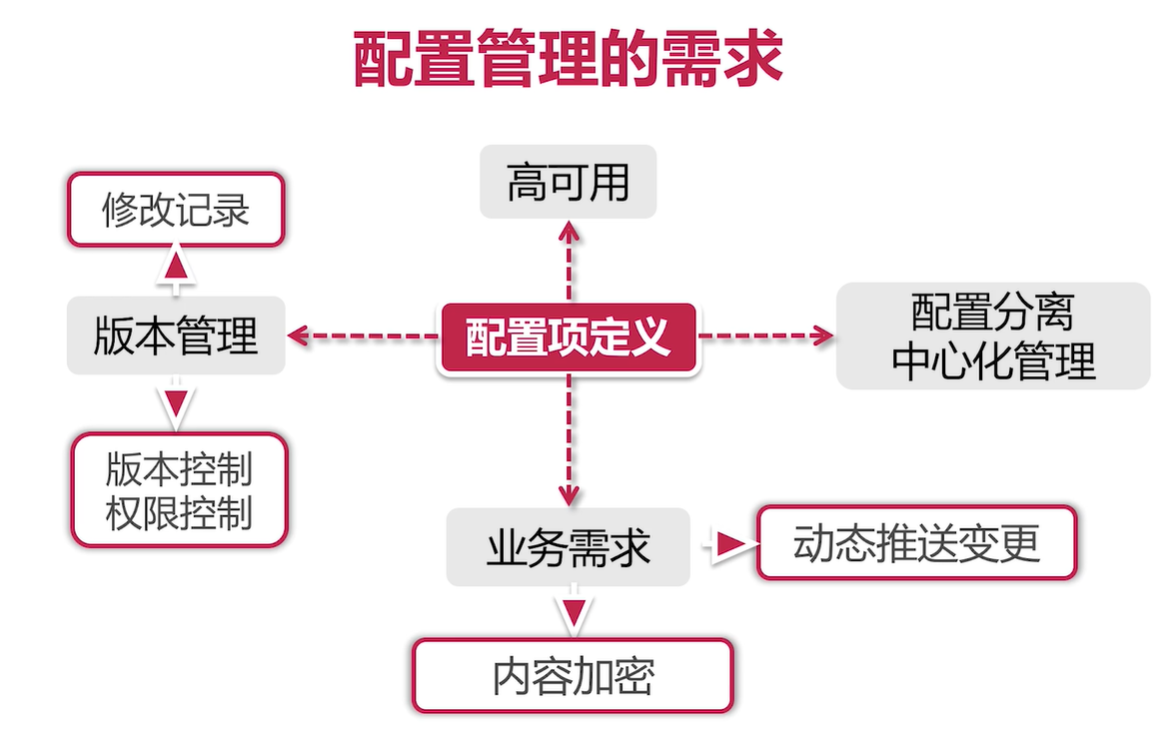 配置管理的需求
高可用
修改记录
配置分离
中心化管理
版本管理
配置项定义
版本控制
权限控制
业务需求
动态推送变更
内容加密